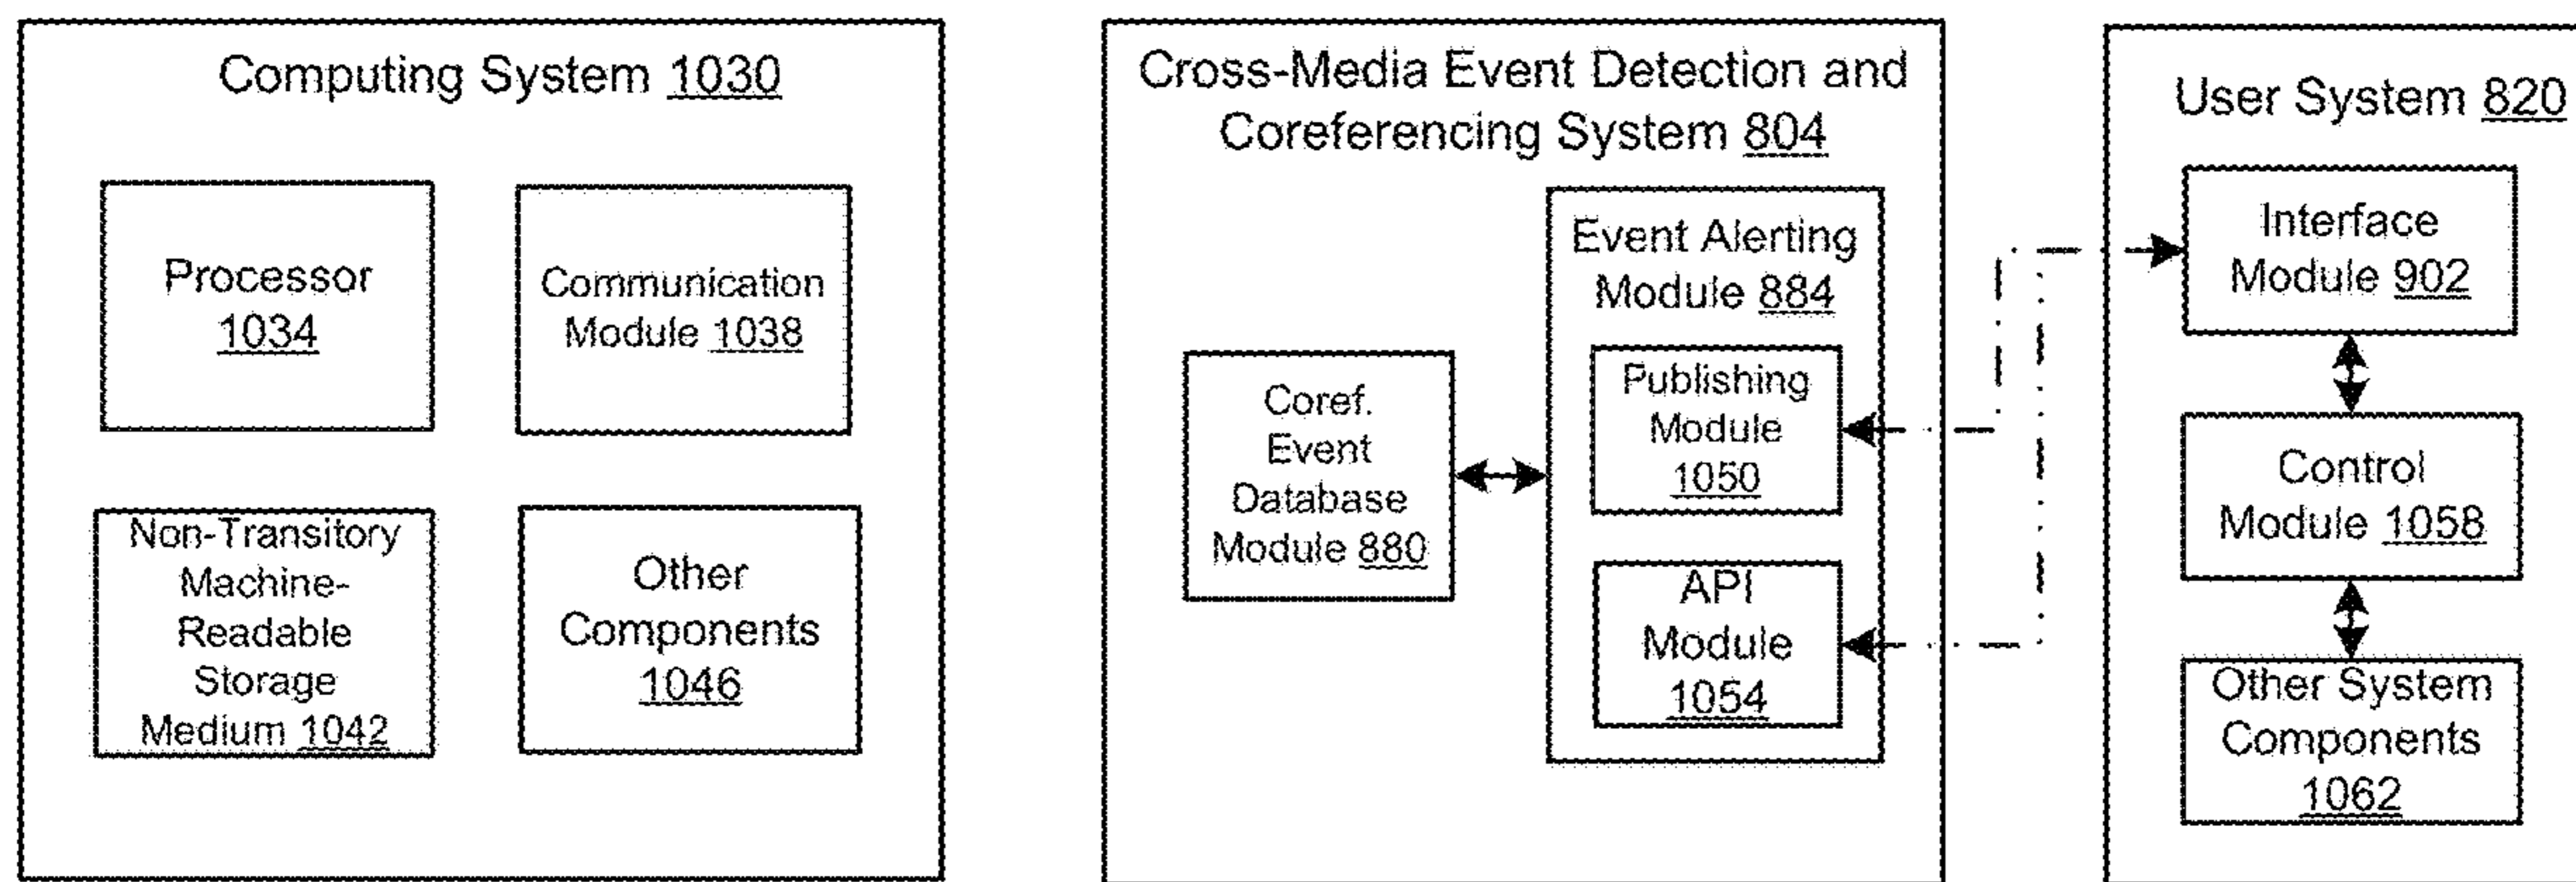 Computing System 1030
Processor
1034
Communication
Module 1038
Non-Transitory
Machine-
Readable
Storage
Medium 1042
Other
Components
1046
Cross-Media Event Detection and
Coreferencing System 804
Coref.
Event
Database
Module 880
Event Alerting
Module 884
Publishing
Module
1050
API
Module
1054
User System 820
Interface
Module 902
Control
Module 1058
Other System
Components
1062